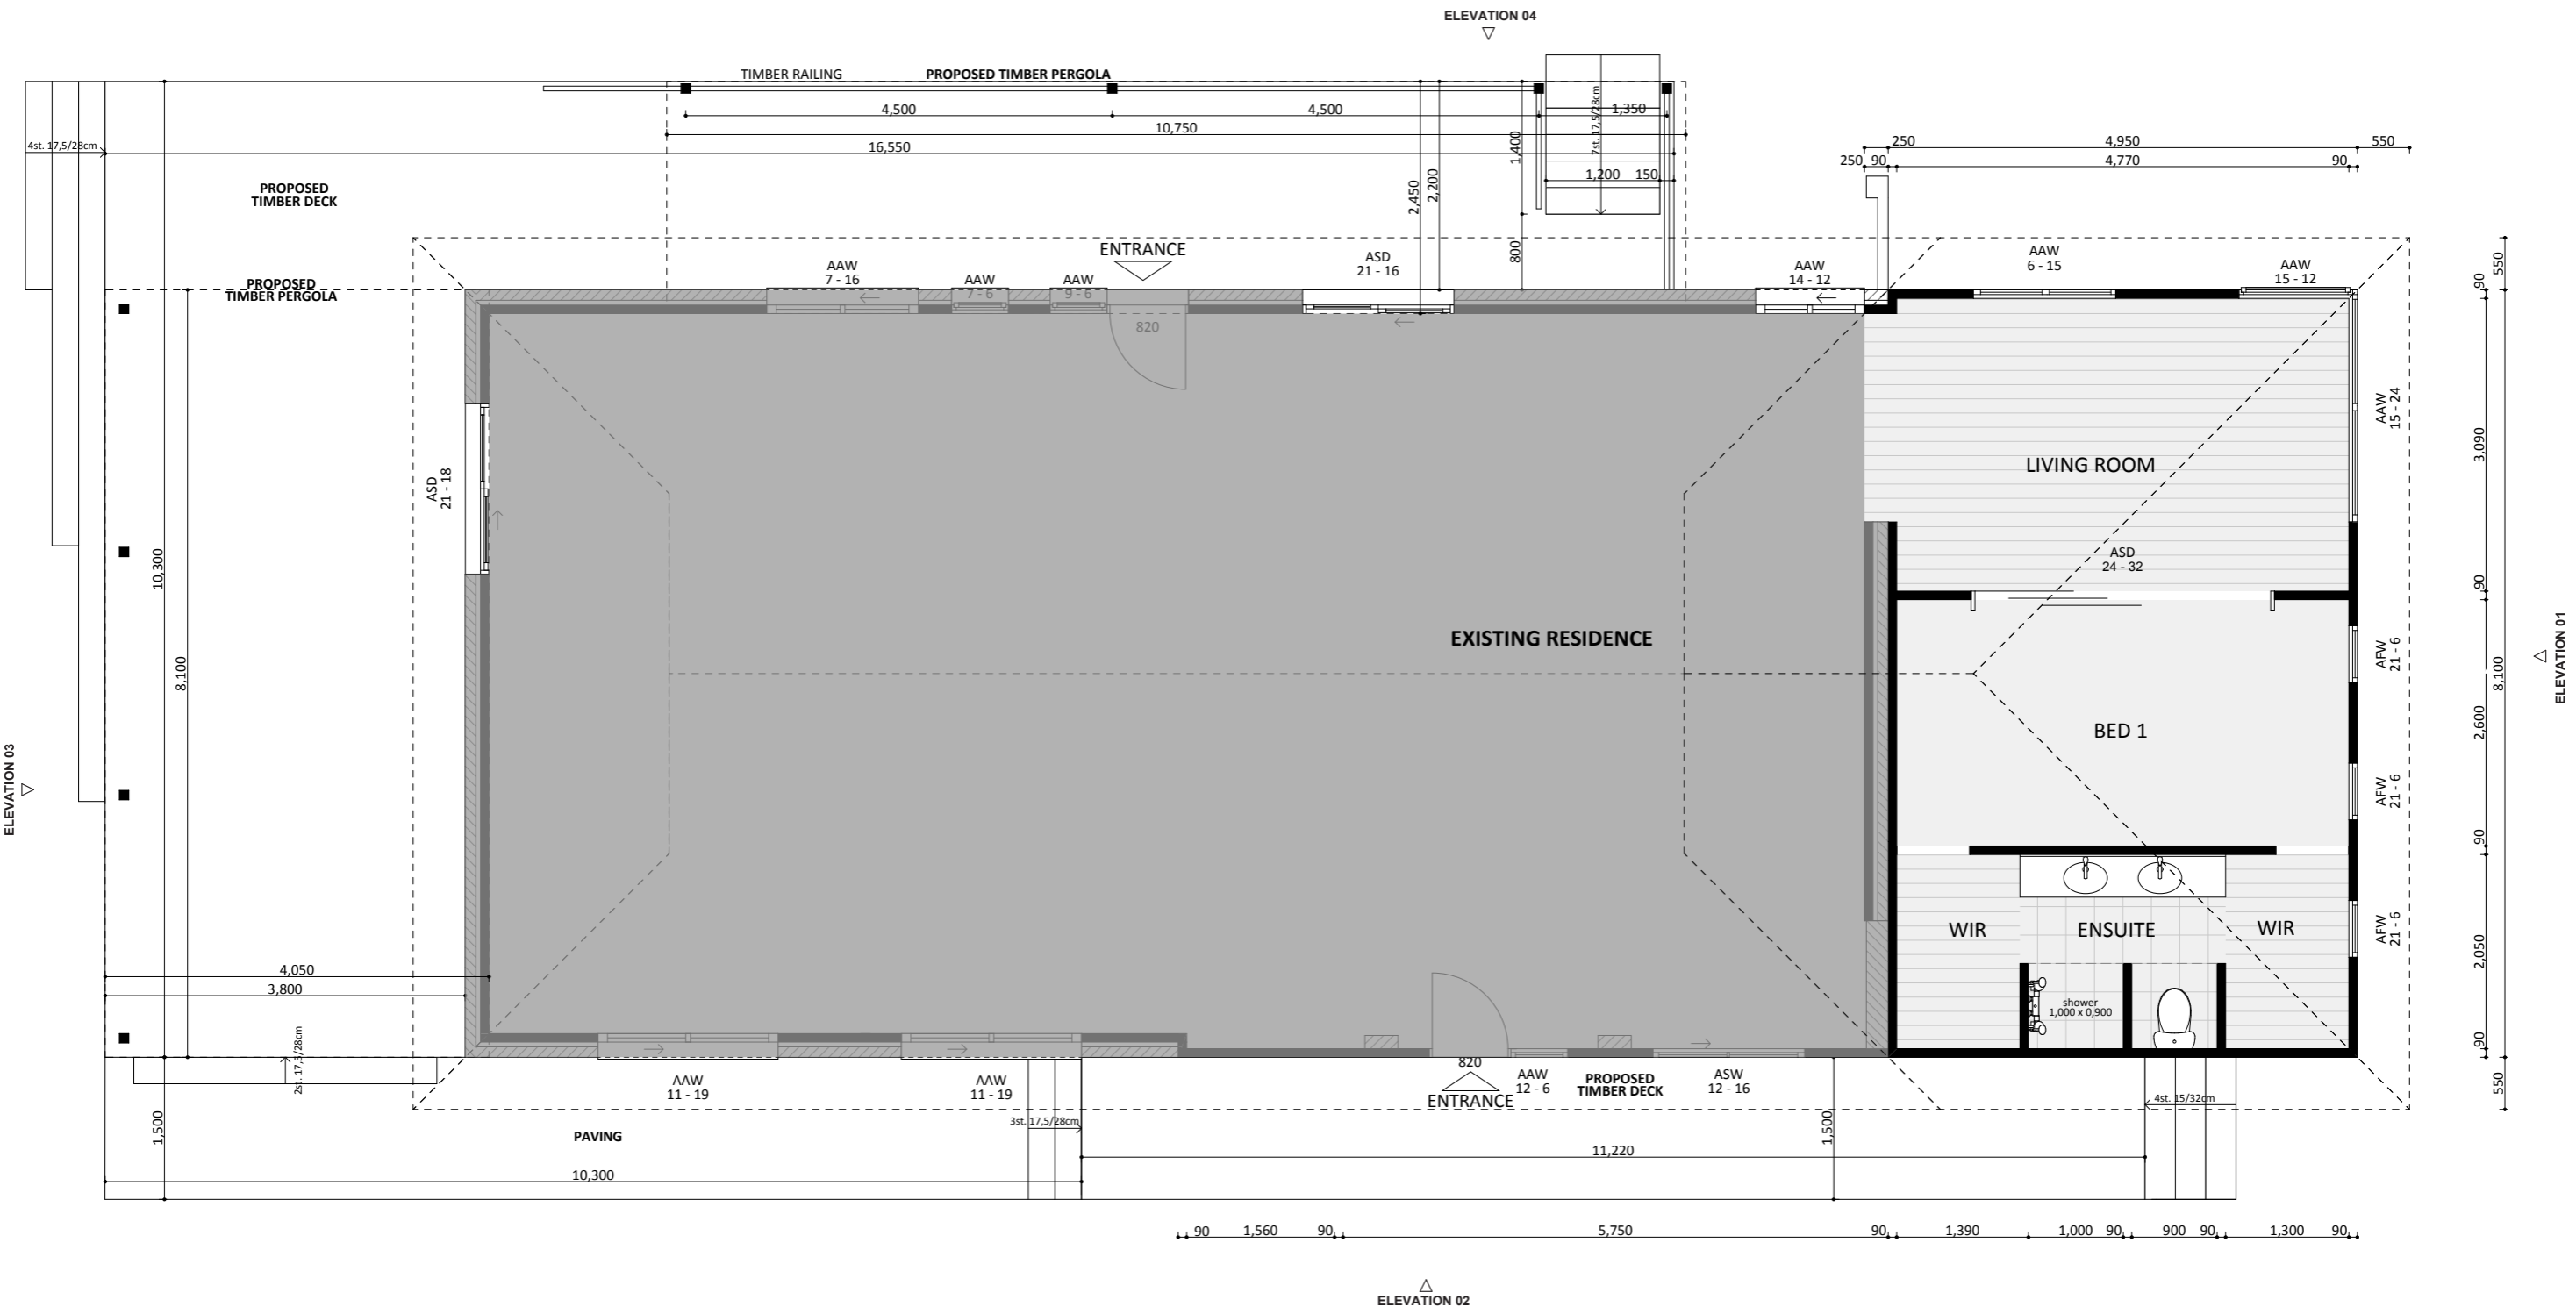 ELEVATION 04
TIMBER RAILING
PROPOSED TIMBER PERGOLA
4,500
4,500
1,350
10,750
16,550
4st. 17,5/28cm
7st. 17,5/28cm
1,400
1,200
150
2,450
2,200
800
250
4,950
550
250
90
4,770
90
PROPOSED
TIMBER DECK
PROPOSED
TIMBER PERGOLA
ENTRANCE
AAW
7 - 16
AAW
7 - 6
AAW
9 - 6
820
ASD
21 - 16
AAW
14 - 12
AAW
6 - 15
AAW
15 - 12
550
90
AAW
15 - 24
3,090
LIVING ROOM
ASD
21 - 18
ASD
24 - 32
90
10,300
8,100
EXISTING RESIDENCE
AFW
21 - 6
8,100
ELEVATION 01
BED 1
2,600
AFW
21 - 6
ELEVATION 03
90
WIR
ENSUITE
WIR
AFW
21 - 6
2,050
4,050
3,800
shower
1,000 x 0,900
90
2st. 17,5/28cm
AAW
11 - 19
AAW
11 - 19
820
ENTRANCE
AAW
12 - 6
PROPOSED
TIMBER DECK
ASW
12 - 16
550
4st. 15/32cm
1,500
PAVING
3st. 17,5/28cm
1,500
11,220
10,300
90
1,560
90
5,750
90
1,390
1,000
90
900
90
1,300
90
ELEVATION 02